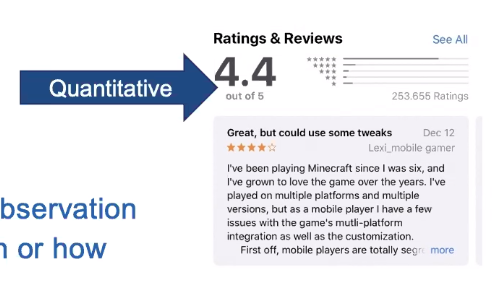 Ratings & Reviews See All
4.4
Quantitative
out of 5
253.655 Ratings
Great, but could use some tweaks Dec 12
★★★★☆ Lexi_mobile gamer
I've been playing Minecraft since I was six, and
I've grown to love the game over the years. I've
played on multiple platforms and multiple
versions, but as a mobile player I have a few
issues with the game's mutli-platform
integration as well as the customization.
First off, mobile players are totally segre more
bservation
or how